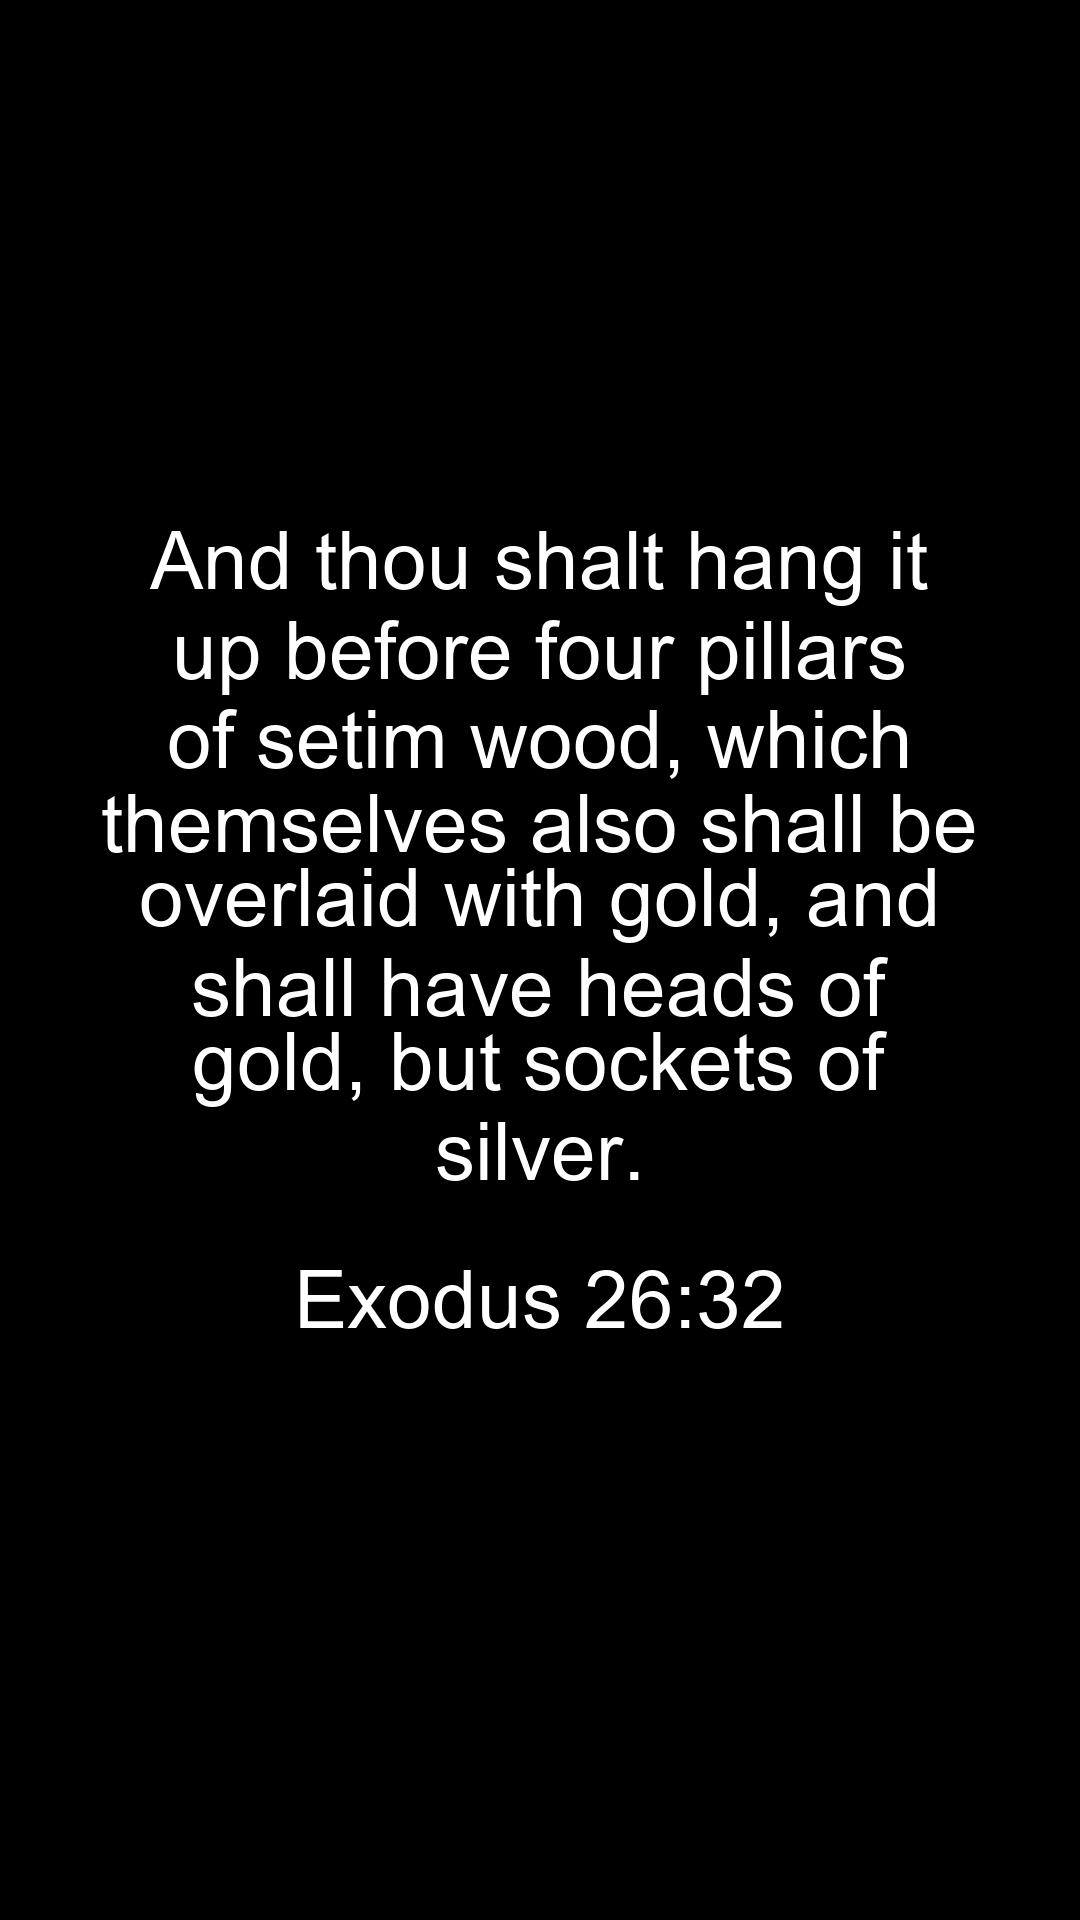 And thou shalt hang it
up before four pillars
of setim wood, which
themselves also shall be
overlaid with gold, and
shall have heads of
gold, but sockets of
silver.
Exodus 26:32